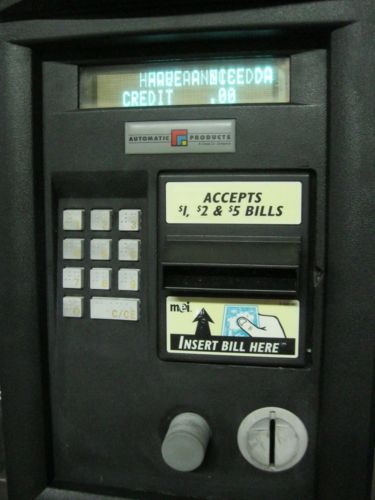 CREDIT .00
AUTOMATIC PRODUCTS
ACCEPTS
$1, $2 & $5 BILLS
mei
INSERT BILL HERE
C/CE